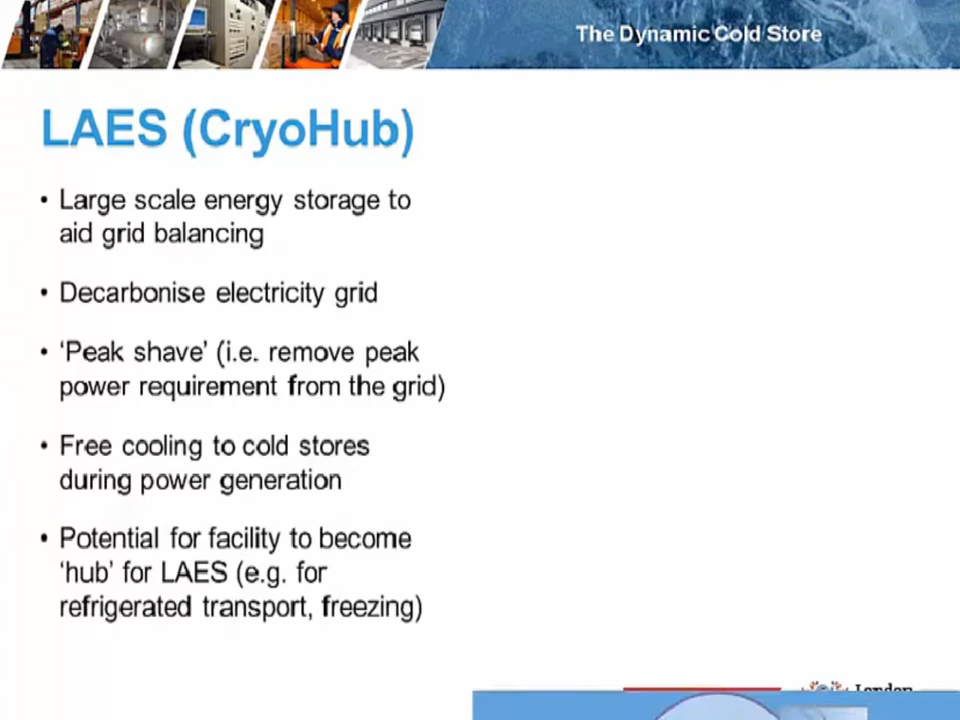 The Dynamic Cold Store
LAES (CryoHub)
• Large scale energy storage to
aid grid balancing
• Decarbonise electricity grid
• ‘Peak shave’ (i.e. remove peak
power requirement from the grid)
• Free cooling to cold stores
during power generation
• Potential for facility to become
‘hub’ for LAES (e.g. for
refrigerated transport, freezing)
London